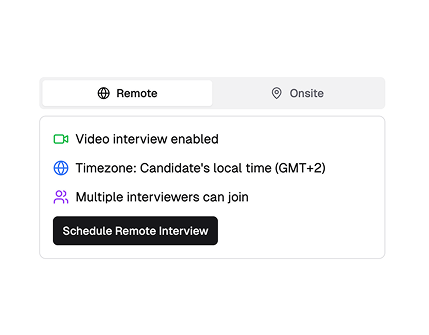 Remote
Onsite
Video interview enabled
Timezone: Candidate's local time (GMT+2)
Multiple interviewers can join
Schedule Remote Interview